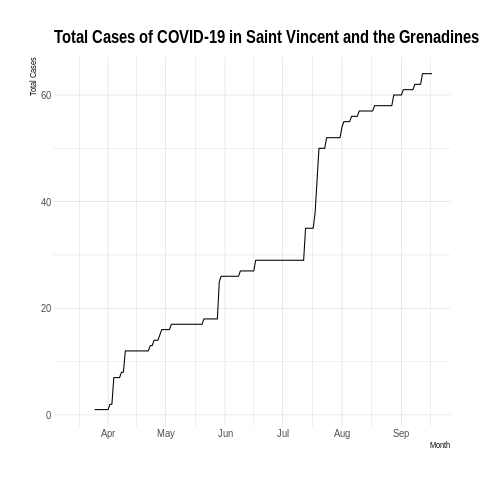 Total Cases of COVID-19 in Saint Vincent and the Grenadines
Total Cases
60
40
20
0
Apr May Jun Jul Aug Sep
Month